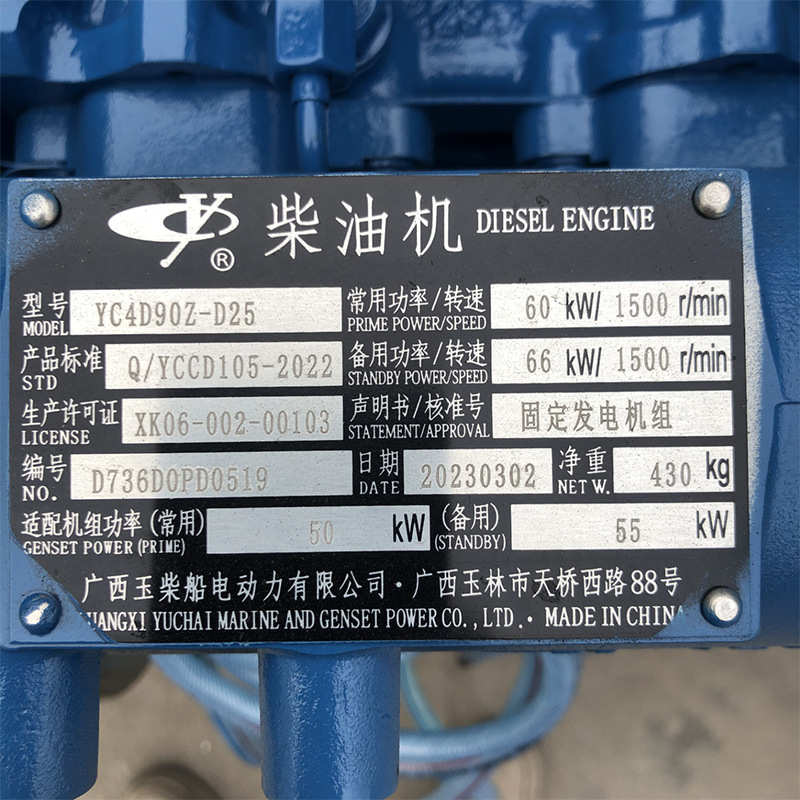 ® 柴油机 DIESEL ENGINE
型号 YC4D90Z-D25 常用功率/转速 60 kW/ 1500 r/min
MODEL PRIME POWER/SPEED
产品标准 Q/YCCD105-2022 备用功率/转速 66 kW/ 1500 r/min
STD STANDBY POWER/SPEED
生产许可证 XK06-002-00103 声明书/核准号 固定发电机组
LICENSE STATEMENT/APPROVAL
编号 D736D0PD0519 日期 20230302 净重 430 kg
NO. DATE NET W.
适配机组功率(常用) 50 kW (备用) 55 kW
GENSET POWER (PRIME) (STANDBY)
广西玉柴船电动力有限公司·广西玉林市天桥西路88号
GUANGXI YUCHAI MARINE AND GENSET POWER CO., LTD. · MADE IN CHINA